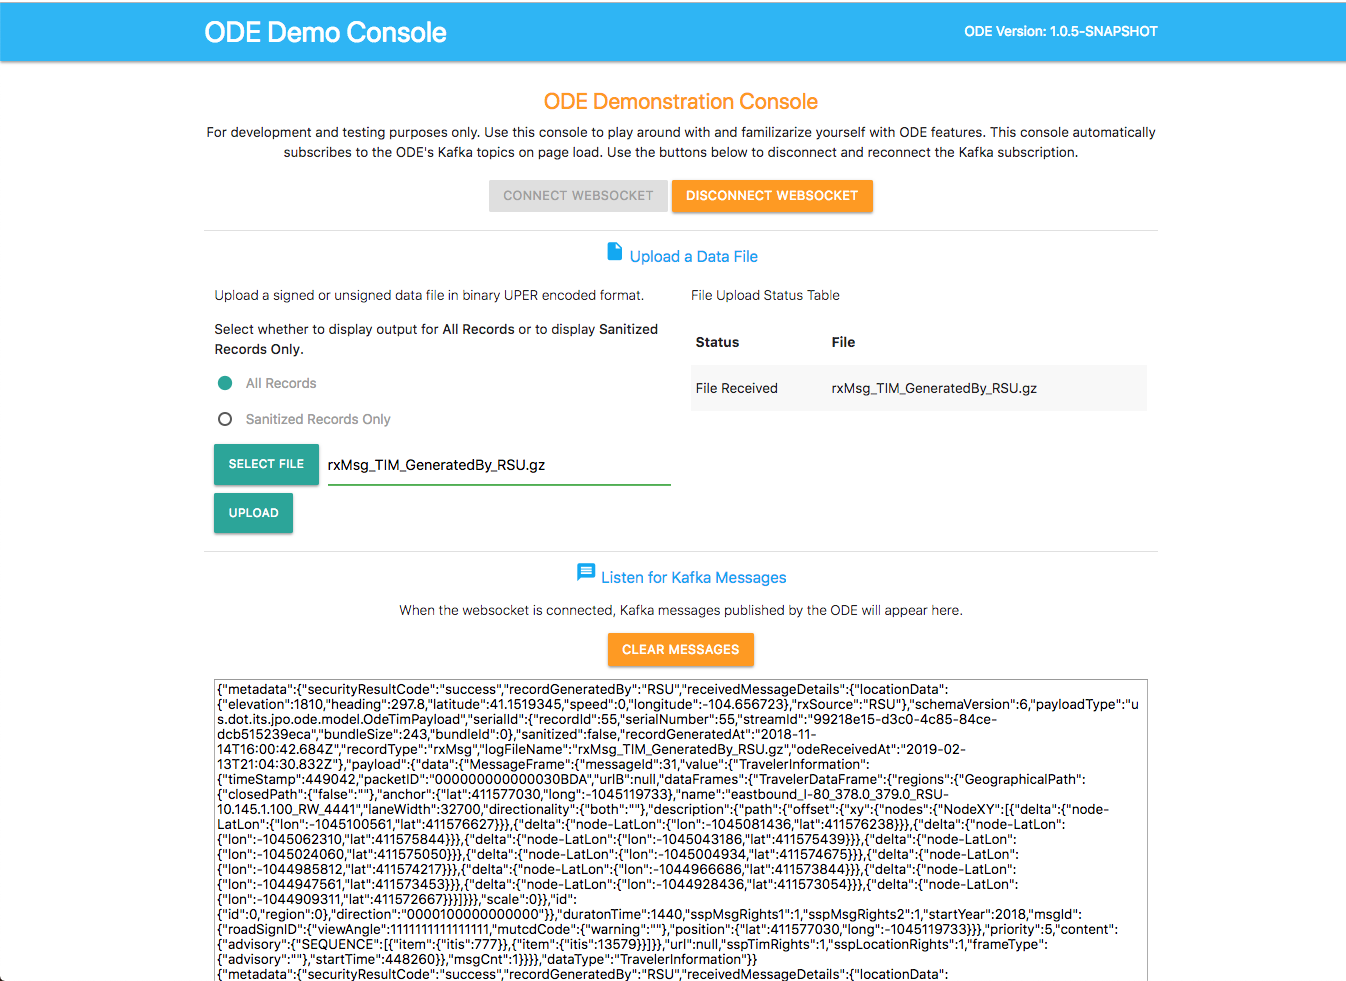 ODE Demo Console
ODE Version: 1.0.5-SNAPSHOT
ODE Demonstration Console
For development and testing purposes only. Use this console to play around with and familizarize yourself with ODE features. This console automatically
subscribes to the ODE's Kafka topics on page load. Use the buttons below to disconnect and reconnect the Kafka subscription.
CONNECT WEBSOCKET DISCONNECT WEBSOCKET
Upload a Data File
Upload a signed or unsigned data file in binary UPER encoded format.
Select whether to display output for All Records or to display Sanitized
Records Only.
All Records
Sanitized Records Only
SELECT FILE rxMsg_TIM_GeneratedBy_RSU.gz
UPLOAD
File Upload Status Table
Status File
File Received rxMsg_TIM_GeneratedBy_RSU.gz
Listen for Kafka Messages
When the websocket is connected, Kafka messages published by the ODE will appear here.
CLEAR MESSAGES
{"metadata":{"securityResultCode":"success","recordGeneratedBy":"RSU","receivedMessageDetails":{"locationData":
{"elevation":1810,"heading":297.8,"latitude":41.1519345,"speed":0,"longitude":-104.656723},"rxSource":"RSU"},"schemaVersion":6,"payloadType":"u
s.dot.its.jpo.ode.model.OdeTimPayload","serialId":{"recordId":55,"serialNumber":55,"streamId":"99218e15-d3c0-4c85-84ce-
dcb515239eca","bundleSize":243,"bundleId":0},"sanitized":false,"recordGeneratedAt":"2018-11-
14T16:00:42.684Z","recordType":"rxMsg","logFileName":"rxMsg_TIM_GeneratedBy_RSU.gz","odeReceivedAt":"2019-02-
13T21:04:30.832Z"},"payload":{"data":{"MessageFrame":{"messageId":31,"value":{"TravelerInformation":
{"timeStamp":449042,"packetID":"000000000000030BDA","urlB":null,"dataFrames":{"TravelerDataFrame":{"regions":{"GeographicalPath":
{"closedPath":{"false":""},"anchor":{"lat":411577030,"long":-1045119733},"name":"eastbound_I-80_378.0_379.0_RSU-
10.145.1.100_RW_4441","laneWidth":32700,"directionality":{"both":""},"description":{"path":{"offset":{"xy":{"nodes":{"NodeXY":[{"delta":{"node-
LatLon":{"lon":-1045100561,"lat":411576627}}},{"delta":{"node-LatLon":{"lon":-1045081436,"lat":411576238}}},{"delta":{"node-LatLon":
{"lon":-1045062310,"lat":411575844}}},{"delta":{"node-LatLon":{"lon":-1045043186,"lat":411575439}}},{"delta":{"node-LatLon":
{"lon":-1045024060,"lat":411575050}}},{"delta":{"node-LatLon":{"lon":-1045004934,"lat":411574675}}},{"delta":{"node-LatLon":
{"lon":-1044985812,"lat":411574217}}},{"delta":{"node-LatLon":{"lon":-1044966686,"lat":411573844}}},{"delta":{"node-LatLon":
{"lon":-1044947561,"lat":411573453}}},{"delta":{"node-LatLon":{"lon":-1044928436,"lat":411573054}}},{"delta":{"node-LatLon":
{"lon":-1044909311,"lat":411572667}}}]}}},"scale":0}},"id":
{"id":0,"region":0},"direction":"0000100000000000"}},"duratonTime":1440,"sspMsgRights1":1,"sspMsgRights2":1,"startYear":2018,"msgId":
{"roadSignID":{"viewAngle":1111111111111111,"mutcdCode":{"warning":""},"position":{"lat":411577030,"long":-1045119733}}},"priority":5,"content":
{"advisory":{"SEQUENCE":[{"item":{"itis":777}},{"item":{"itis":13579}}]}},"url":null,"sspTimRights":1,"sspLocationRights":1,"frameType":
{"advisory":""},"startTime":448260}},"msgCnt":1}}}},"dataType":"TravelerInformation"}}
{"metadata":{"securityResultCode":"success","recordGeneratedBy":"RSU","receivedMessageDetails":{"locationData":